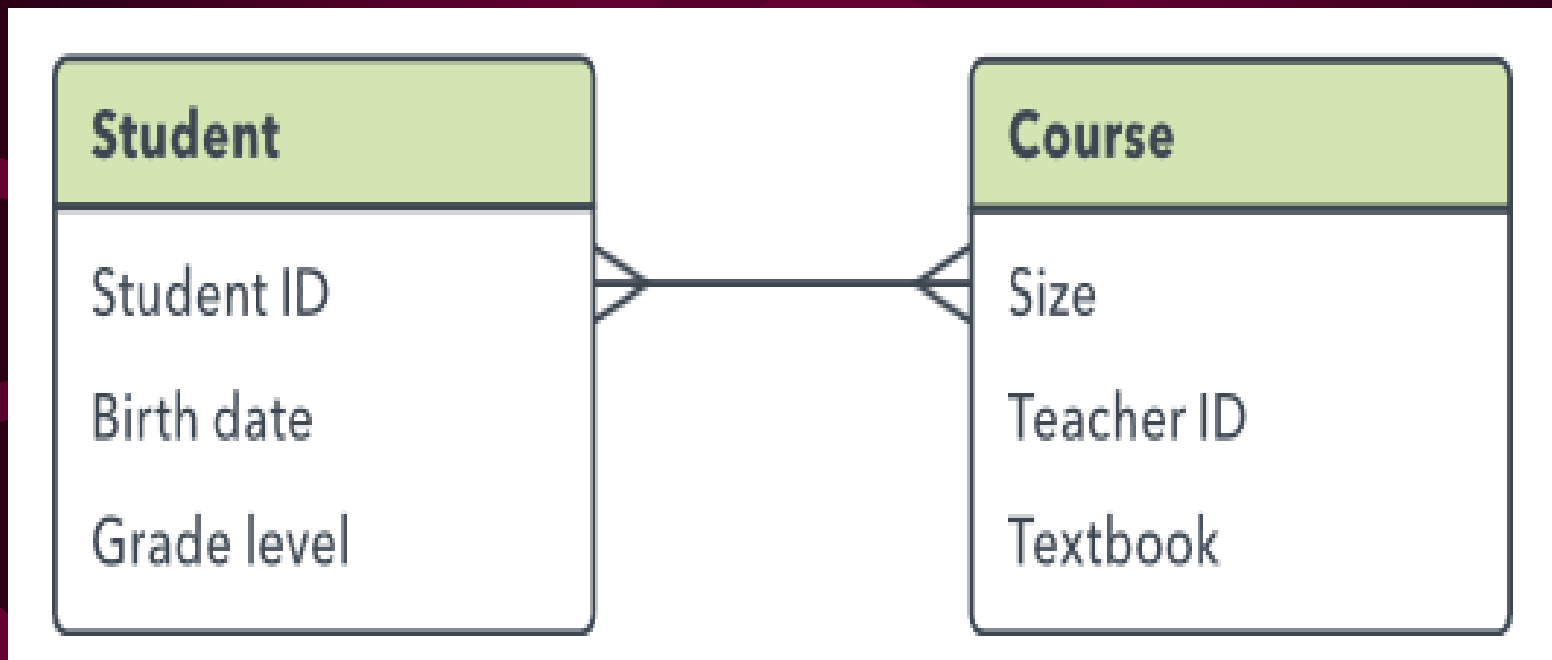 Student
Student ID
Birth date
Grade level
Course
Size
Teacher ID
Textbook